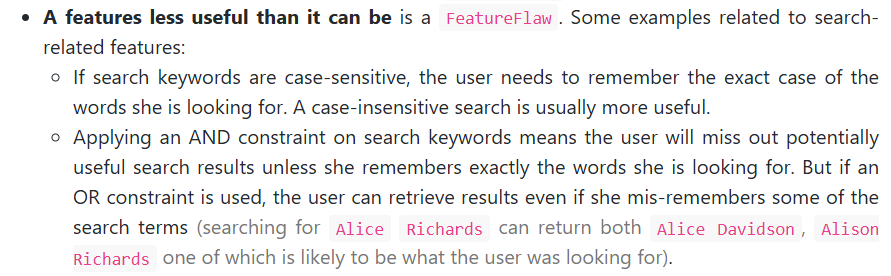 • A features less useful than it can be is a FeatureFlaw. Some examples related to search-
related features:
◦ If search keywords are case-sensitive, the user needs to remember the exact case of the
words she is looking for. A case-insensitive search is usually more useful.
◦ Applying an AND constraint on search keywords means the user will miss out potentially
useful search results unless she remembers exactly the words she is looking for. But if an
OR constraint is used, the user can retrieve results even if she mis-remembers some of the
search terms (searching for Alice Richards can return both Alice Davidson, Alison
Richards one of which is likely to be what the user was looking for).